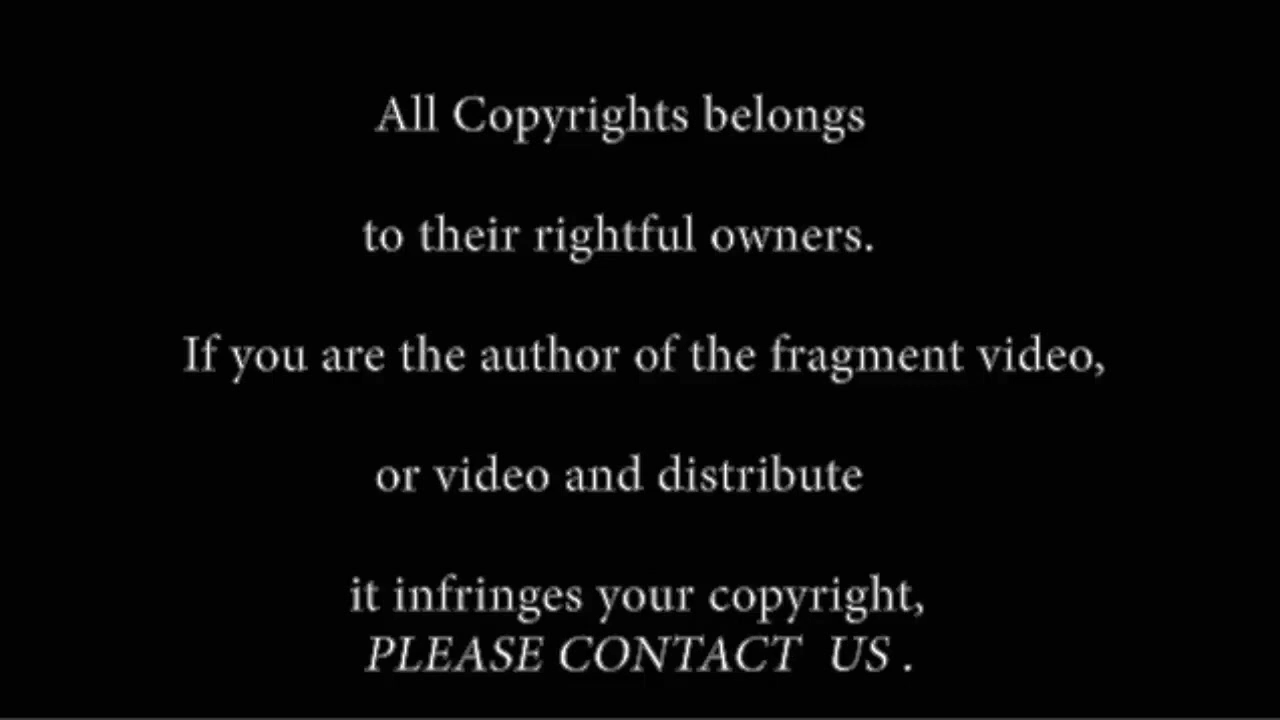 All Copyrights belongs
to their rightful owners.
If you are the author of the fragment video,
or video and distribute
it infringes your copyright,
PLEASE CONTACT US .